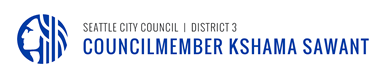 SEATTLE CITY COUNCIL | DISTRICT 3
COUNCILMEMBER KSHAMA SAWANT